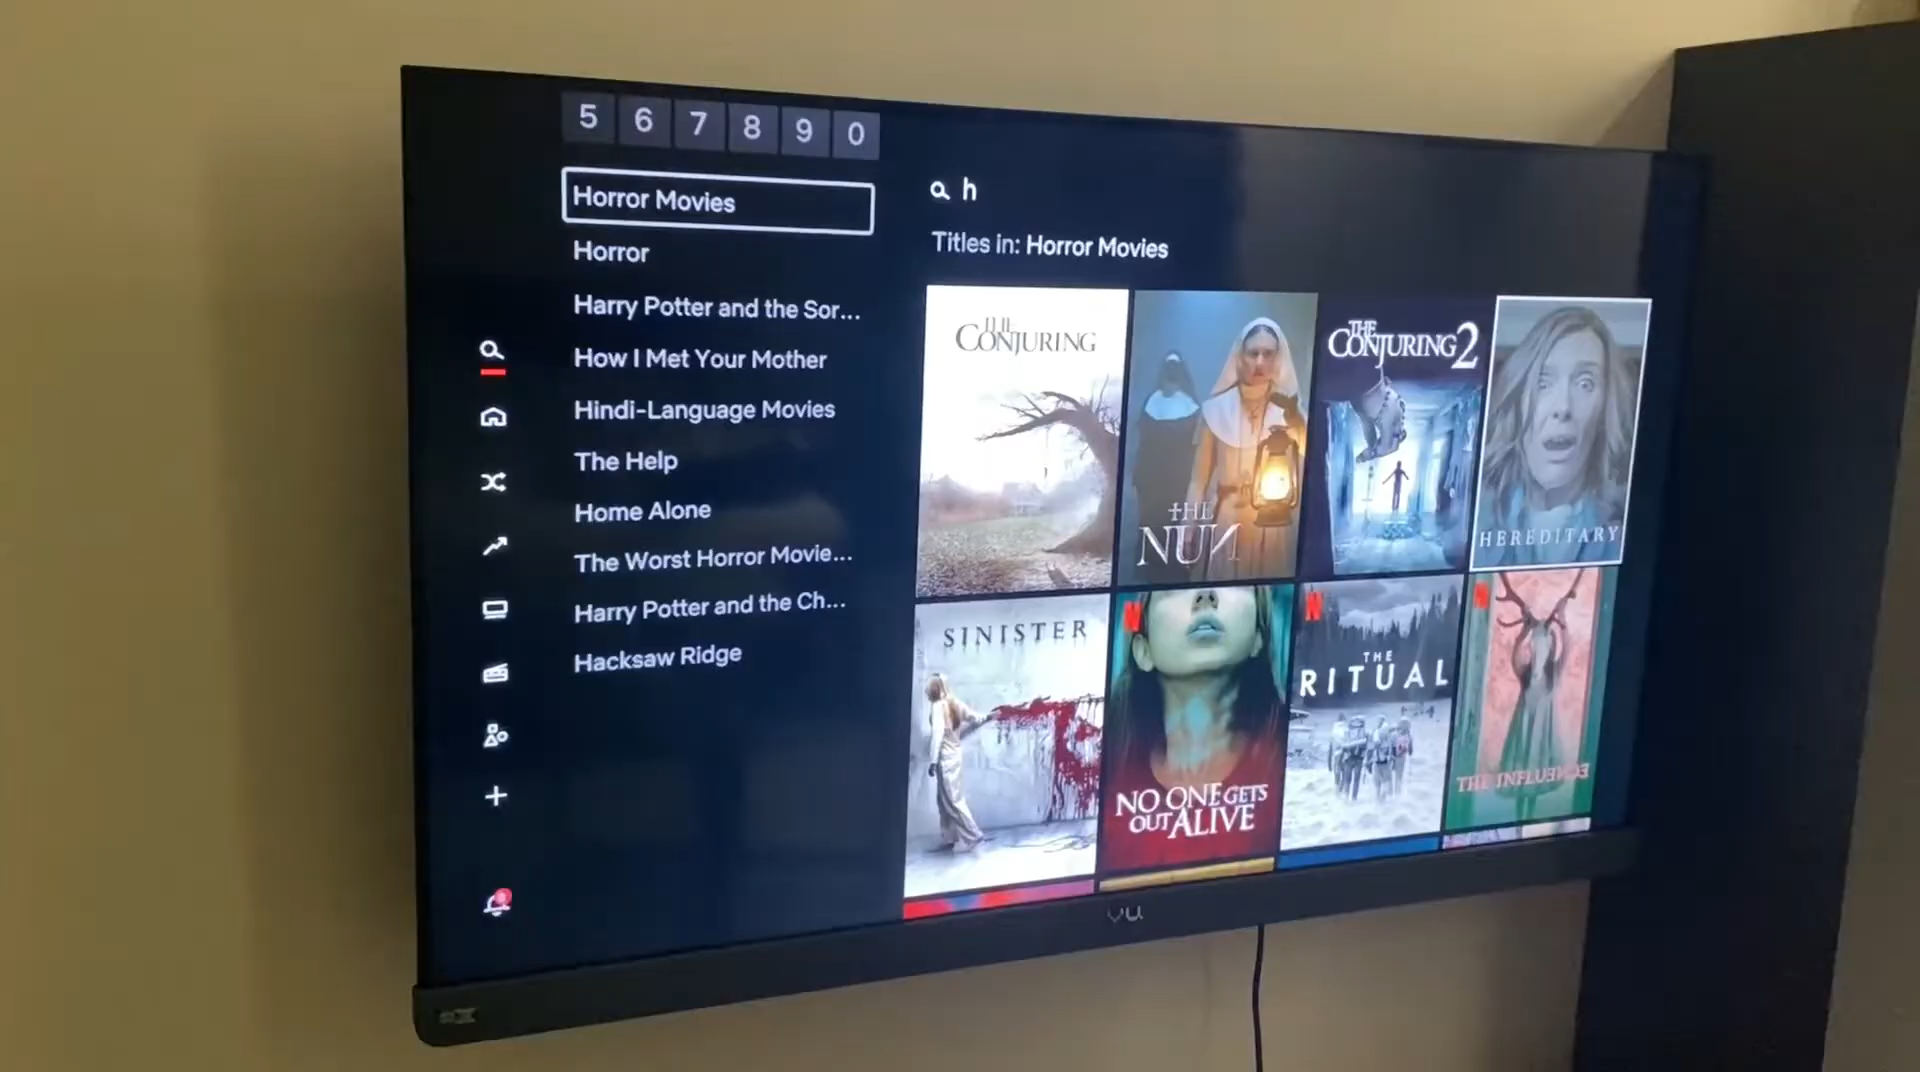 5 6 7 8 9 0
Horror Movies
Horror
Harry Potter and the Sor...
How I Met Your Mother
Hindi-Language Movies
The Help
Home Alone
The Worst Horror Movie...
Harry Potter and the Ch...
Hacksaw Ridge
h
Titles in: Horror Movies
THE
CONJURING
THE
NUN
THE
CONJURING 2
HEREDITARY
SINISTER
N
NO ONE GETS
OUT ALIVE
N
THE
RITUAL
N
THE INFLUENCE
vu